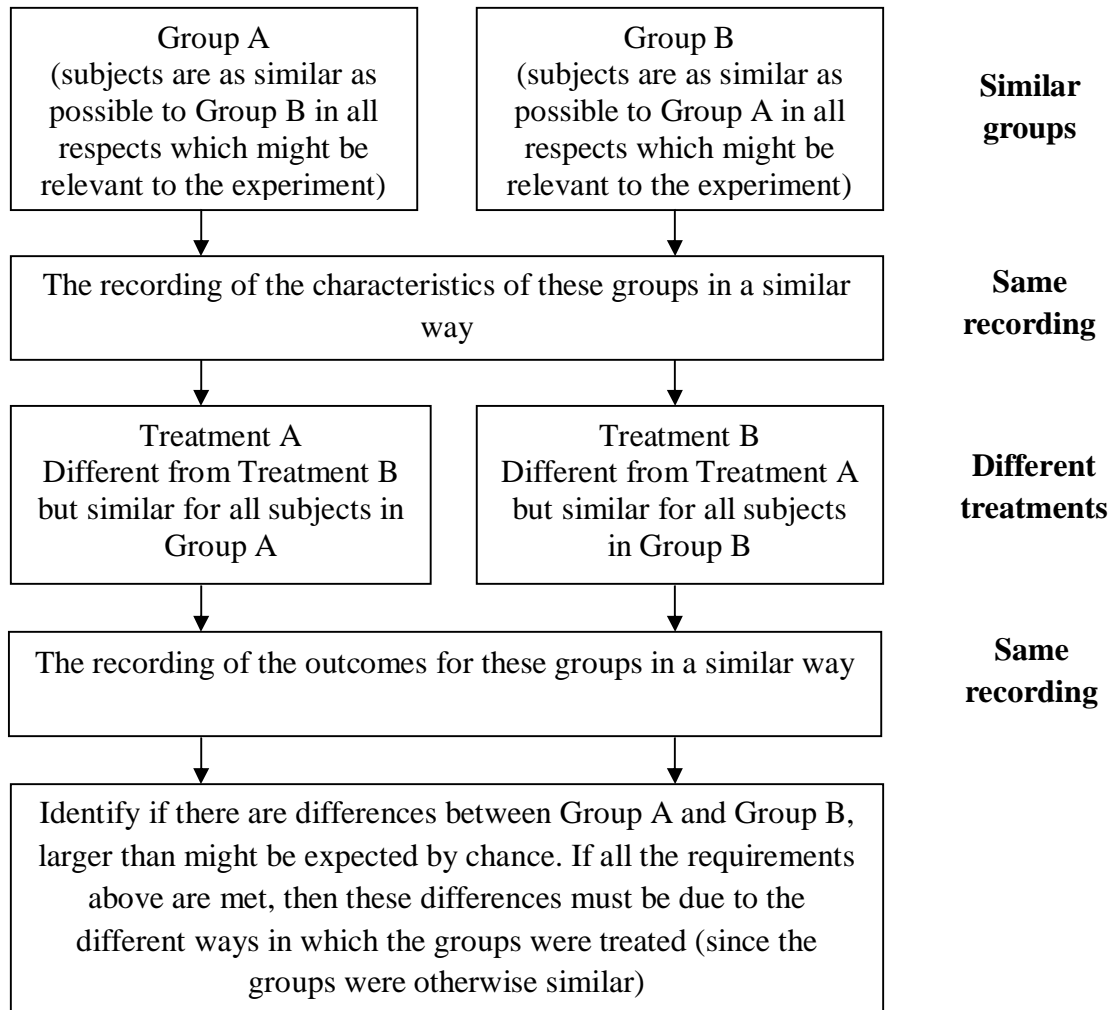 Group A
(subjects are as similar as
possible to Group B in all
respects which might be
relevant to the experiment)
Group B
(subjects are as similar as
possible to Group A in all
respects which might be
relevant to the experiment)
Similar
groups
The recording of the characteristics of these groups in a similar
way
Same
recording
Treatment A
Different from Treatment B
but similar for all subjects in
Group A
Treatment B
Different from Treatment A
but similar for all subjects
in Group B
Different
treatments
The recording of the outcomes for these groups in a similar way
Same
recording
Identify if there are differences between Group A and Group B,
larger than might be expected by chance. If all the requirements
above are met, then these differences must be due to the
different ways in which the groups were treated (since the
groups were otherwise similar)